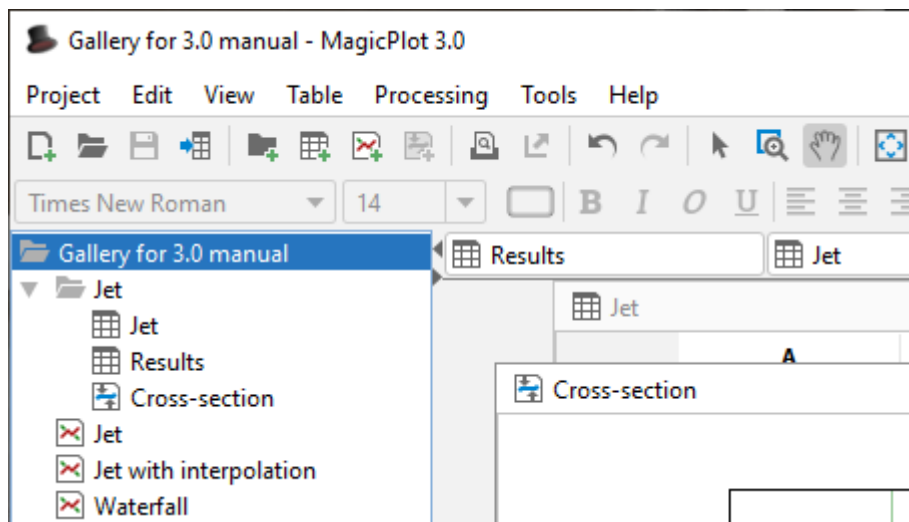 Gallery for 3.0 manual - MagicPlot 3.0
Project Edit View Table Processing Tools Help
Times New Roman 14 B I O U
Gallery for 3.0 manual
Results Jet
Jet
Jet
Jet
A
Results
Cross-section
Cross-section
Jet
Jet with interpolation
Waterfall